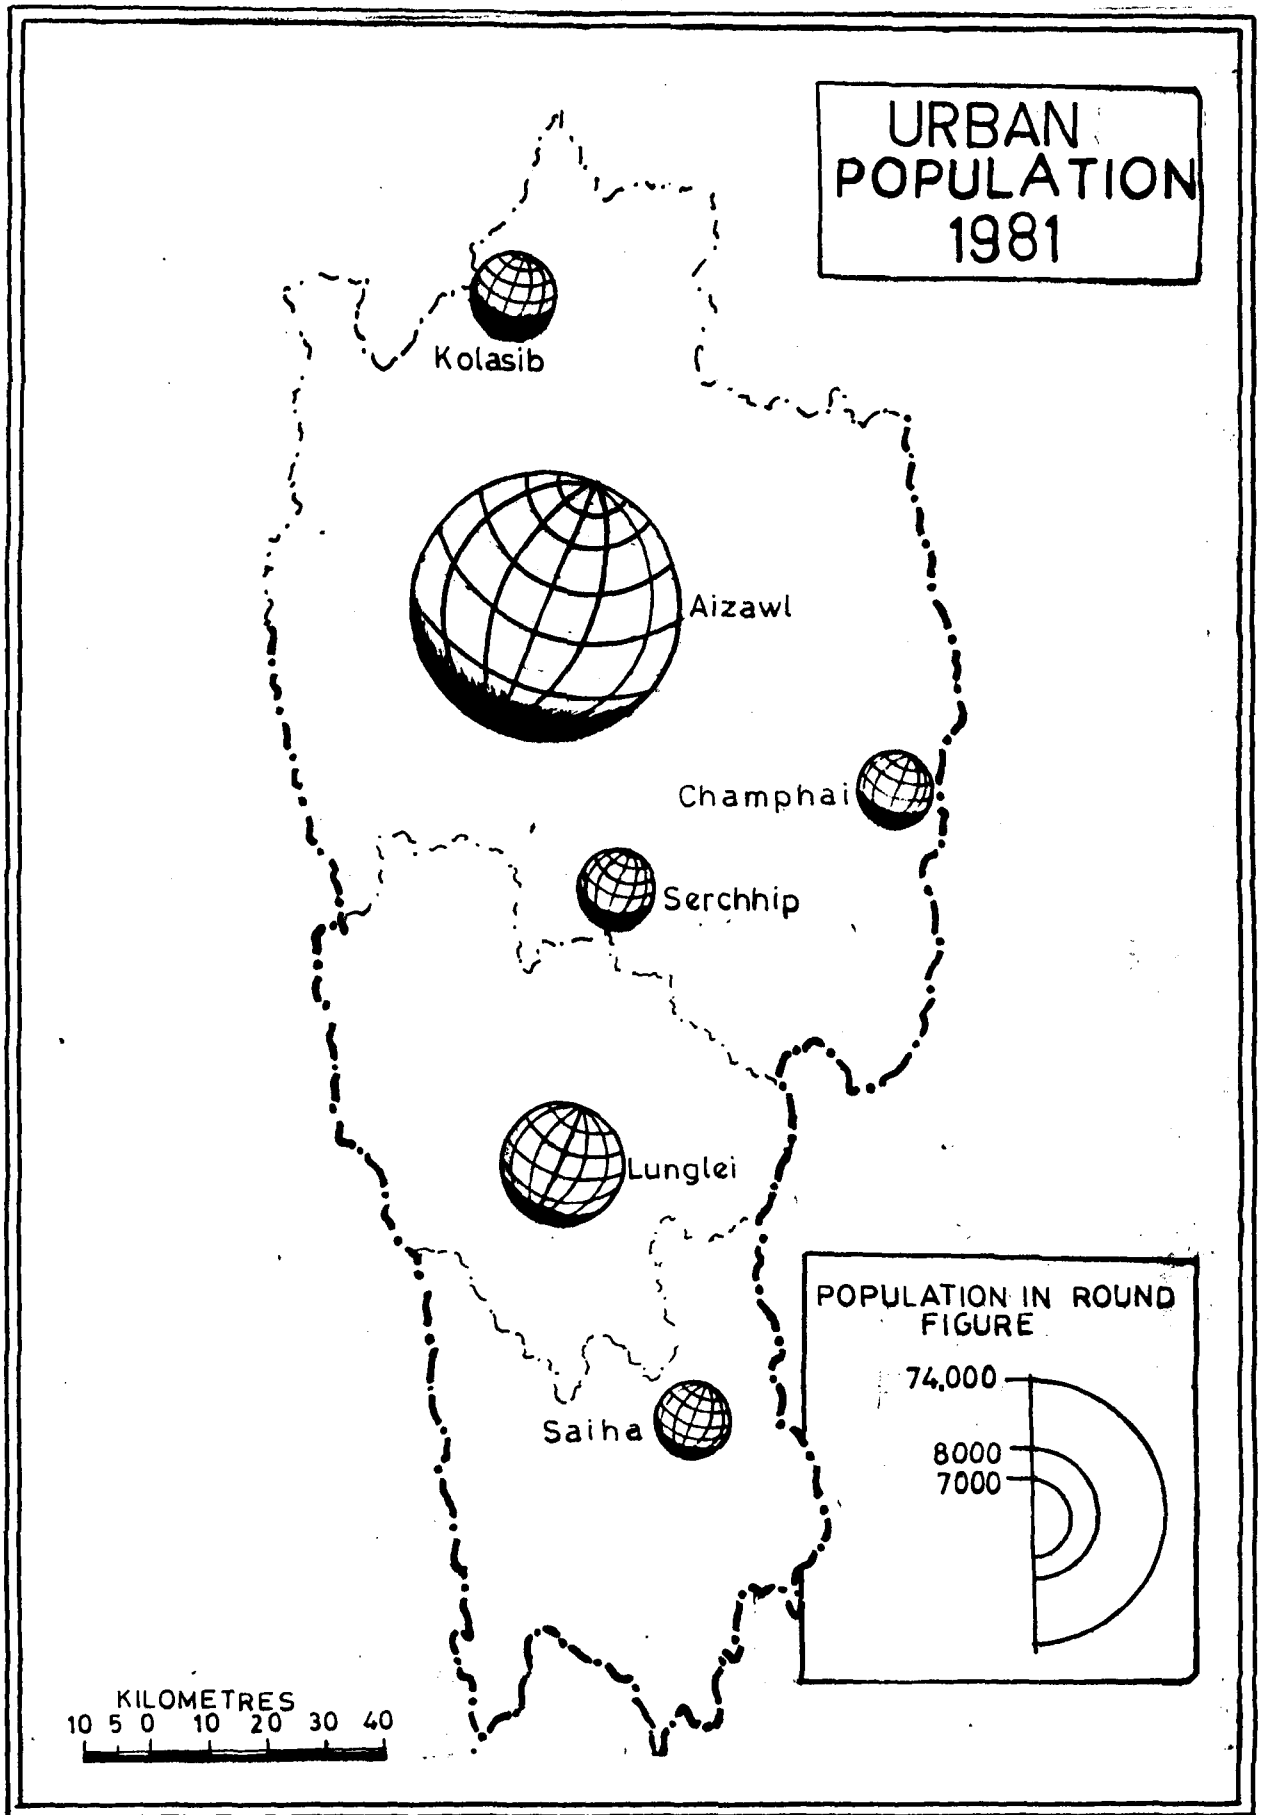 URBAN
POPULATION
1981
Kolasib
Aizawl
Champhai
Serchhip
Lunglei
Saiha
POPULATION IN ROUND
FIGURE
74,000
8000
7000
KILOMETRES
10 5 0 10 20 30 40